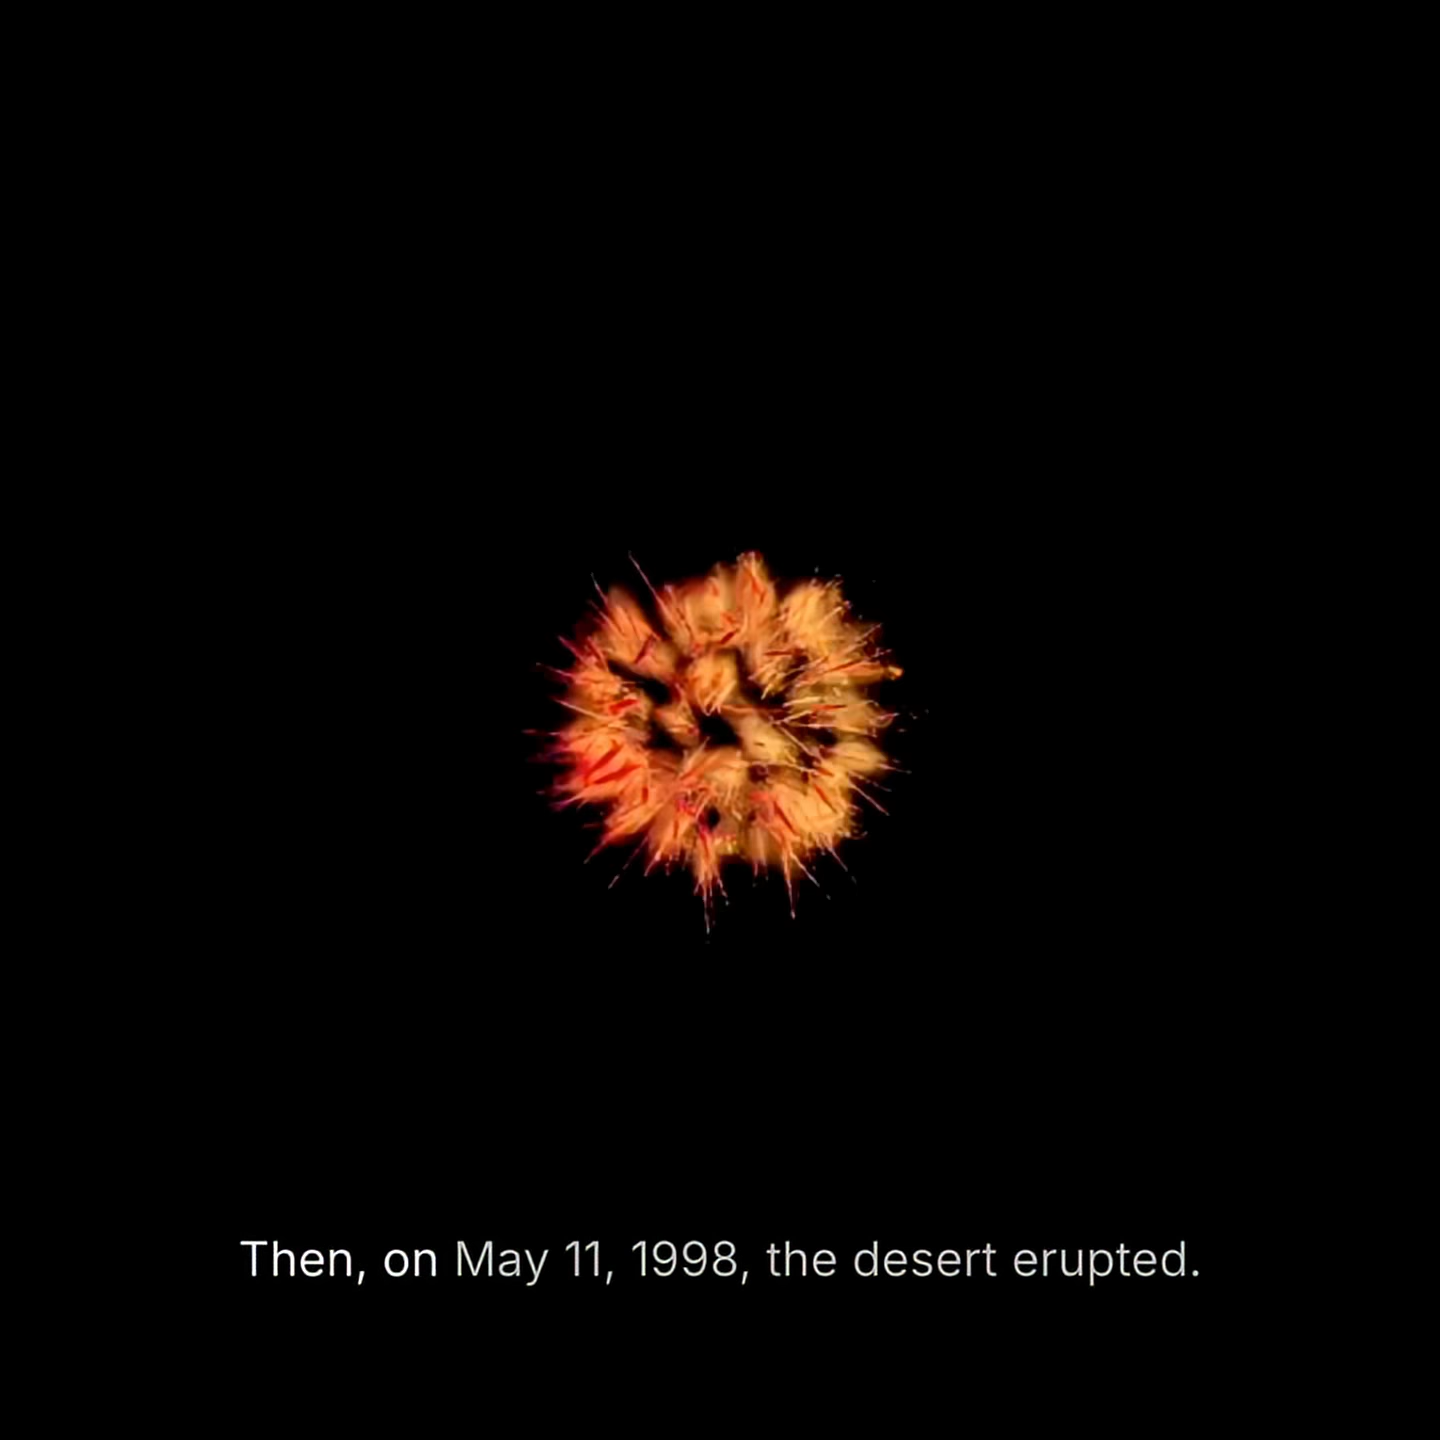 Then, on May 11, 1998, the desert erupted.